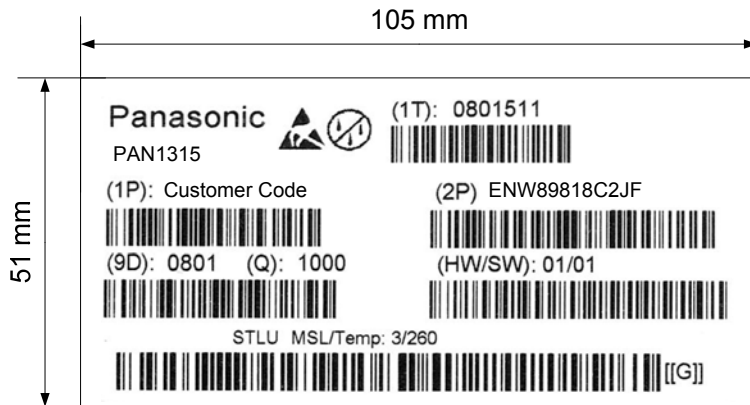 105 mm
51 mm
Panasonic
PAN1315
(1T): 0801511
(1P): Customer Code
(2P) ENW89818C2JF
(9D): 0801 (Q): 1000
(HW/SW): 01/01
STLU MSL/Temp: 3/260
[[G]]